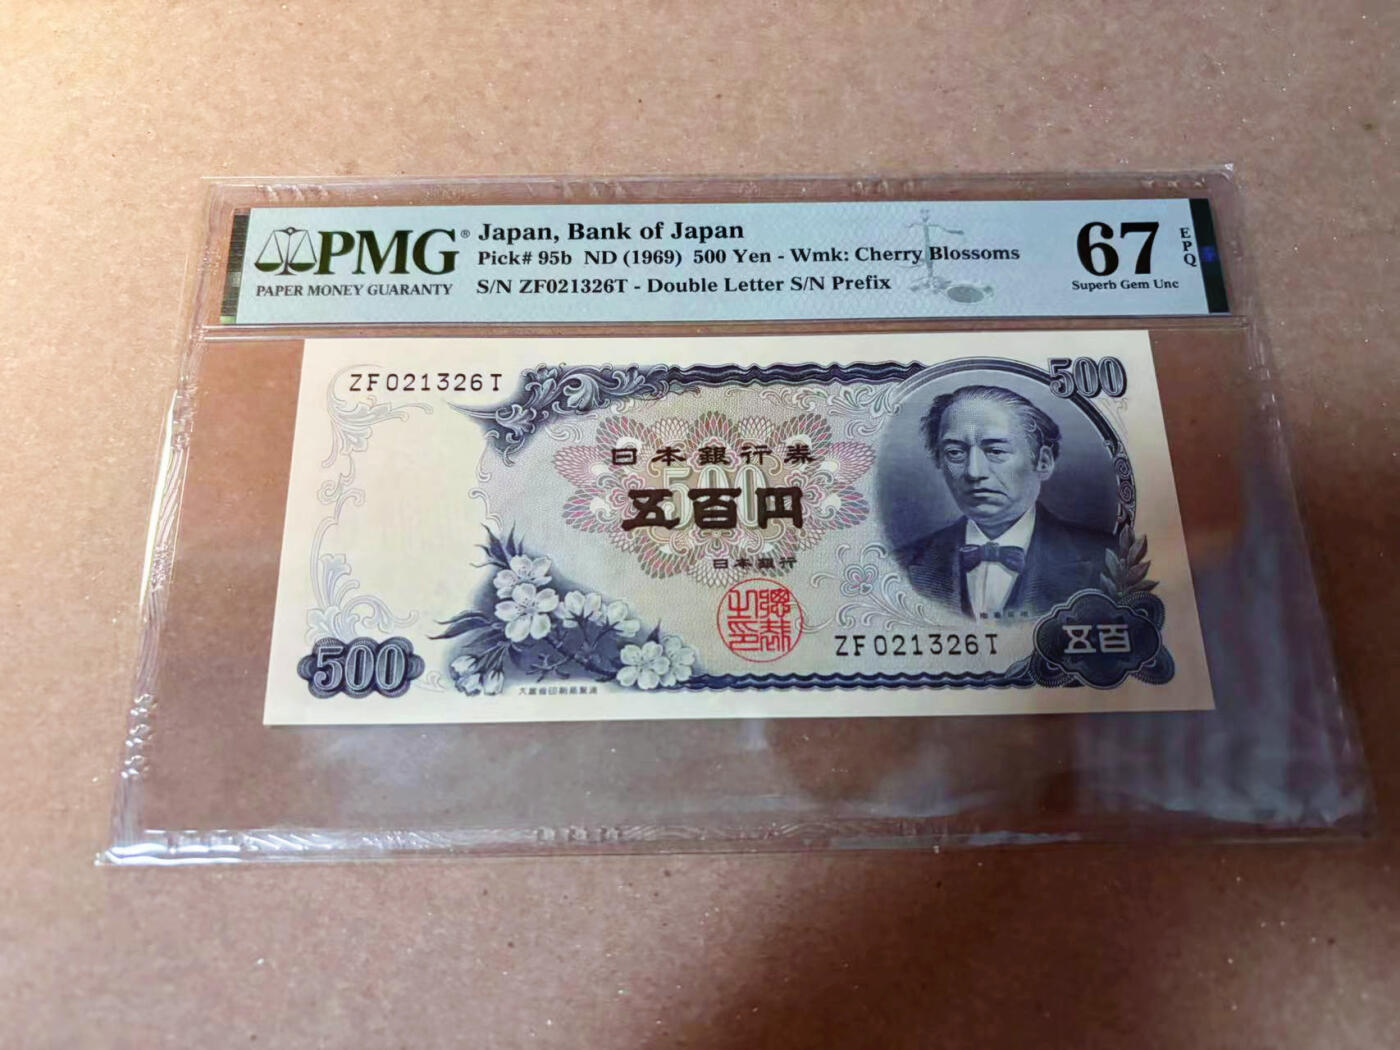 PMG®
PAPER MONEY GUARANTY
Japan, Bank of Japan
Pick# 95b ND (1969) 500 Yen - Wmk: Cherry Blossoms
S/N ZF021326T - Double Letter S/N Prefix
67
EPQ
Superb Gem Unc
ZF021326T
500
日本銀行券
500
五百円
日本銀行
ZF021326T
五百
500